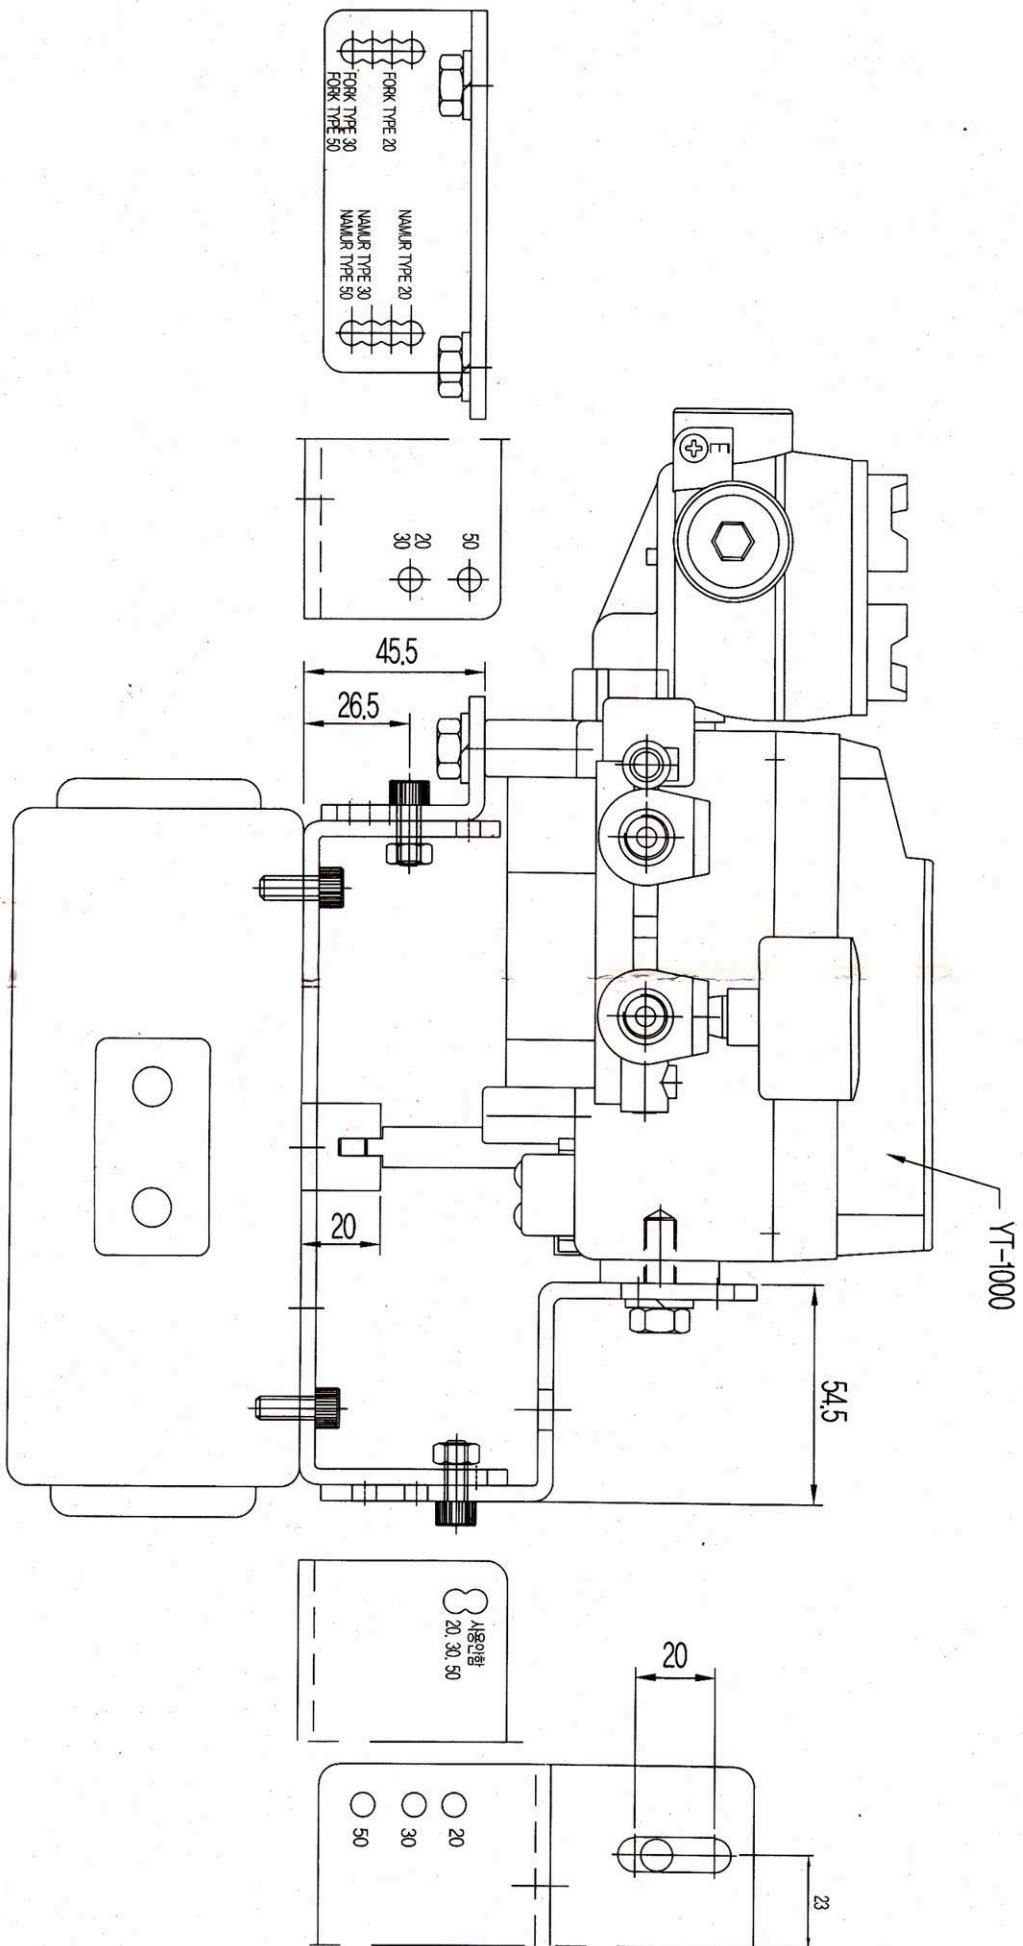 FORK TYPE 20
FORK TYPE 30
FORK TYPE 50
NAMUR TYPE 20
NAMUR TYPE 30
NAMUR TYPE 50
E
50
20
30
45.5
26.5
20
YT-1000
54.5
사용안함
20, 30, 50
20
20
30
50
23